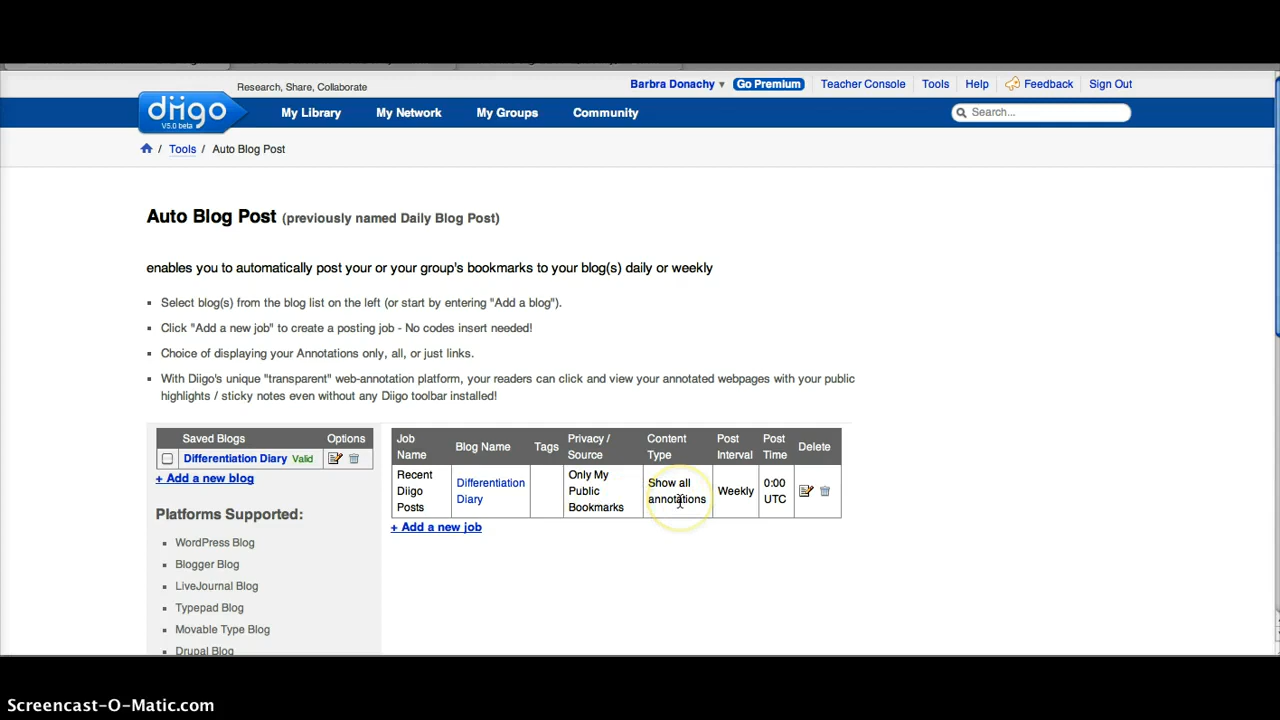 Research, Share, Collaborate
Barbra Donachy ▾ Go Premium Teacher Console Tools Help Feedback Sign Out
diigo
V5.0 beta
My Library My Network My Groups Community
Search...
/ Tools / Auto Blog Post
Auto Blog Post (previously named Daily Blog Post)
enables you to automatically post your or your group's bookmarks to your blog(s) daily or weekly
Select blog(s) from the blog list on the left (or start by entering "Add a blog").
Click "Add a new job" to create a posting job - No codes insert needed!
Choice of displaying your Annotations only, all, or just links.
With Diigo's unique "transparent" web-annotation platform, your readers can click and view your annotated webpages with your public
highlights / sticky notes even without any Diigo toolbar installed!
Saved Blogs Options
Differentiation Diary Valid
+ Add a new blog
Platforms Supported:
WordPress Blog
Blogger Blog
LiveJournal Blog
Typepad Blog
Movable Type Blog
Drupal Blog
Job
Name
Blog Name
Tags
Privacy /
Source
Content
Type
Post
Interval
Post
Time
Delete
Recent
Diigo
Posts
Differentiation
Diary
Only My
Public
Bookmarks
Show all
annotations
Weekly
0:00
UTC
+ Add a new job
Screencast-O-Matic.com